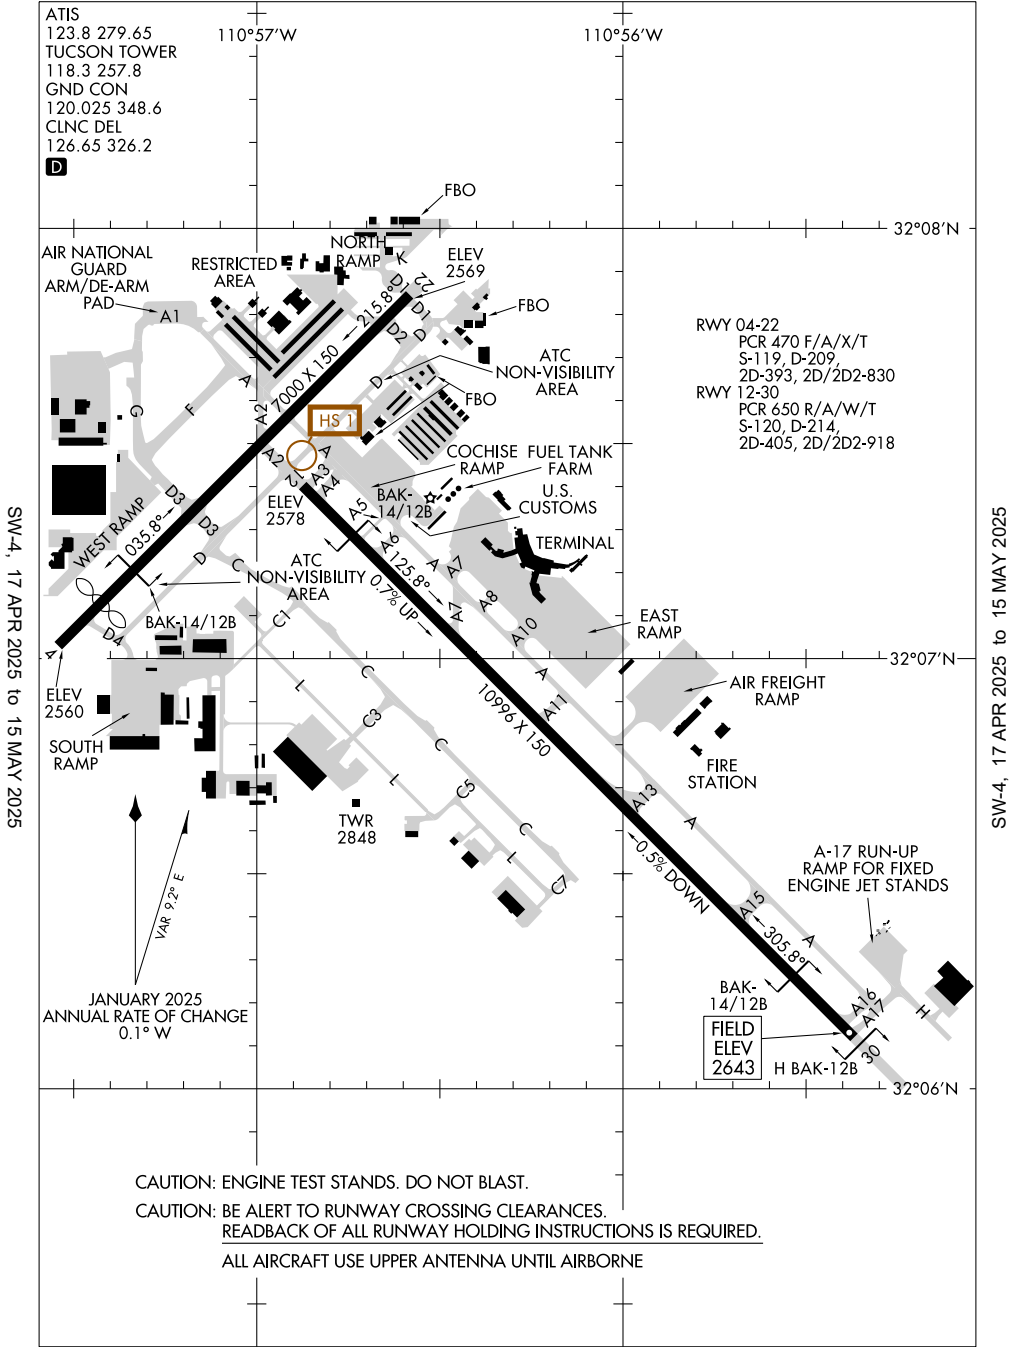 ATIS
123.8 279.65
TUCSON TOWER
118.3 257.8
GND CON
120.025 348.6
CLNC DEL
126.65 326.2
D
110°57'W
110°56'W
FBO
32°08'N
AIR NATIONAL
GUARD
ARM/DE-ARM
PAD
A1
RESTRICTED
AREA
NORTH
RAMP
K
D1
22
ELEV
2569
D1
FBO
215.8°
D2
D
7000 X 150
ATC
NON-VISIBILITY
AREA
D
FBO
RWY 04-22
PCR 470 F/A/X/T
S-119, D-209,
2D-393, 2D/2D2-830
RWY 12-30
PCR 650 R/A/W/T
S-120, D-214,
2D-405, 2D/2D2-918
A
A2
G
F
HS 1
A
A2
A3
A4
12
ELEV
2578
COCHISE
RAMP
FUEL TANK
FARM
BAK-
14/12B
U.S.
CUSTOMS
TERMINAL
A5
A6
A
A7
A7
A8
A10
125.8°
0.7% UP
WEST RAMP
035.8°
D3
D3
D
C
ATC
NON-VISIBILITY
AREA
BAK-14/12B
C1
D4
4
ELEV
2560
EAST
RAMP
32°07'N
A
A11
10996 X 150
AIR FREIGHT
RAMP
FIRE
STATION
SOUTH
RAMP
L
C
C3
C
L
C5
C
L
C7
TWR
2848
A13
A
0.5% DOWN
A-17 RUN-UP
RAMP FOR FIXED
ENGINE JET STANDS
A15
A
305.8°
VAR 9.2° E
JANUARY 2025
ANNUAL RATE OF CHANGE
0.1° W
BAK-
14/12B
A16
A17
H
FIELD
ELEV
2643
H BAK-12B
30
32°06'N
CAUTION: ENGINE TEST STANDS. DO NOT BLAST.
CAUTION: BE ALERT TO RUNWAY CROSSING CLEARANCES.
READBACK OF ALL RUNWAY HOLDING INSTRUCTIONS IS REQUIRED.
ALL AIRCRAFT USE UPPER ANTENNA UNTIL AIRBORNE
SW-4, 17 APR 2025 to 15 MAY 2025
SW-4, 17 APR 2025 to 15 MAY 2025